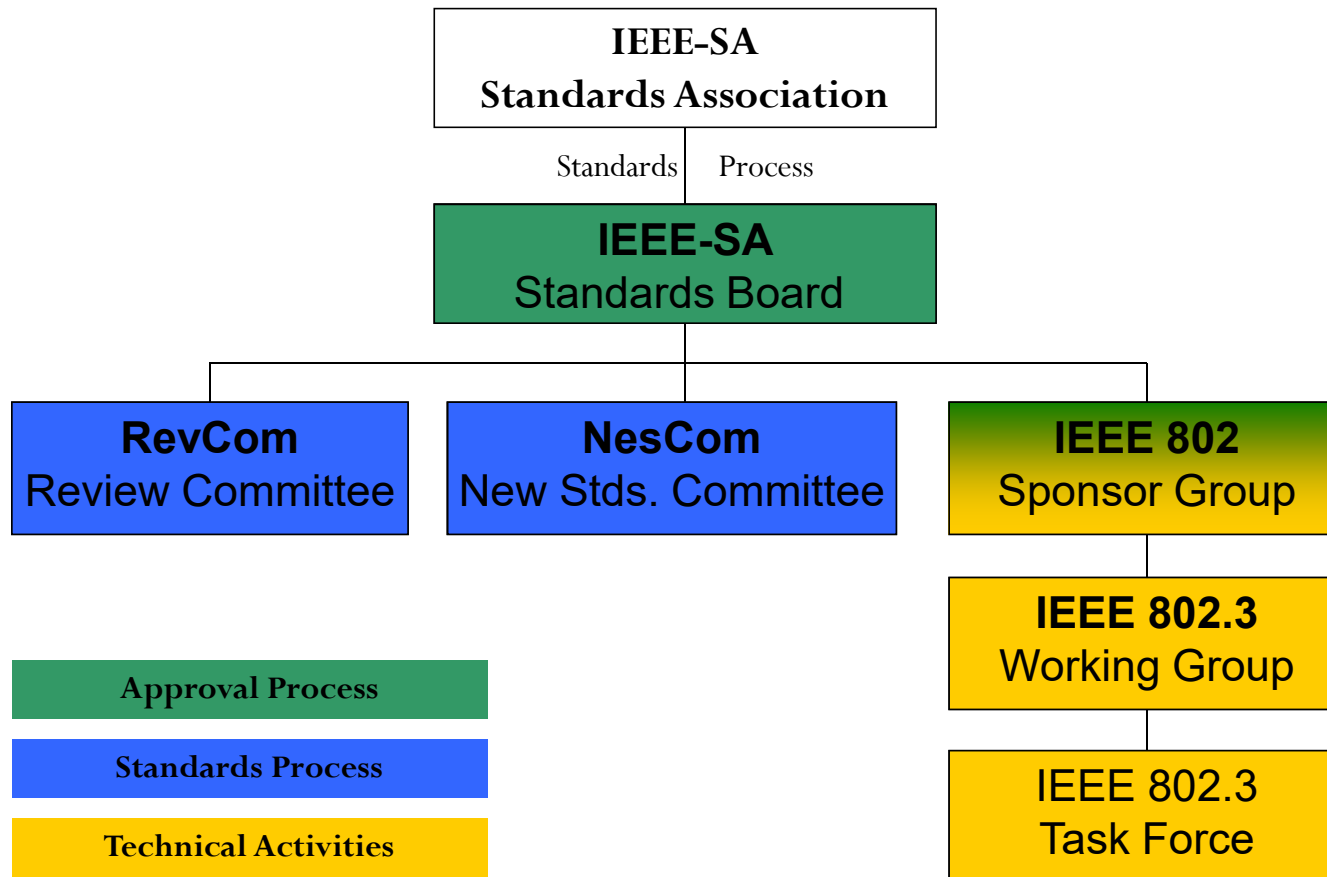 IEEE-SA
Standards Association
Standards Process
IEEE-SA
Standards Board
RevCom
Review Committee
NesCom
New Stds. Committee
IEEE 802
Sponsor Group
IEEE 802.3
Working Group
IEEE 802.3
Task Force
Approval Process
Standards Process
Technical Activities